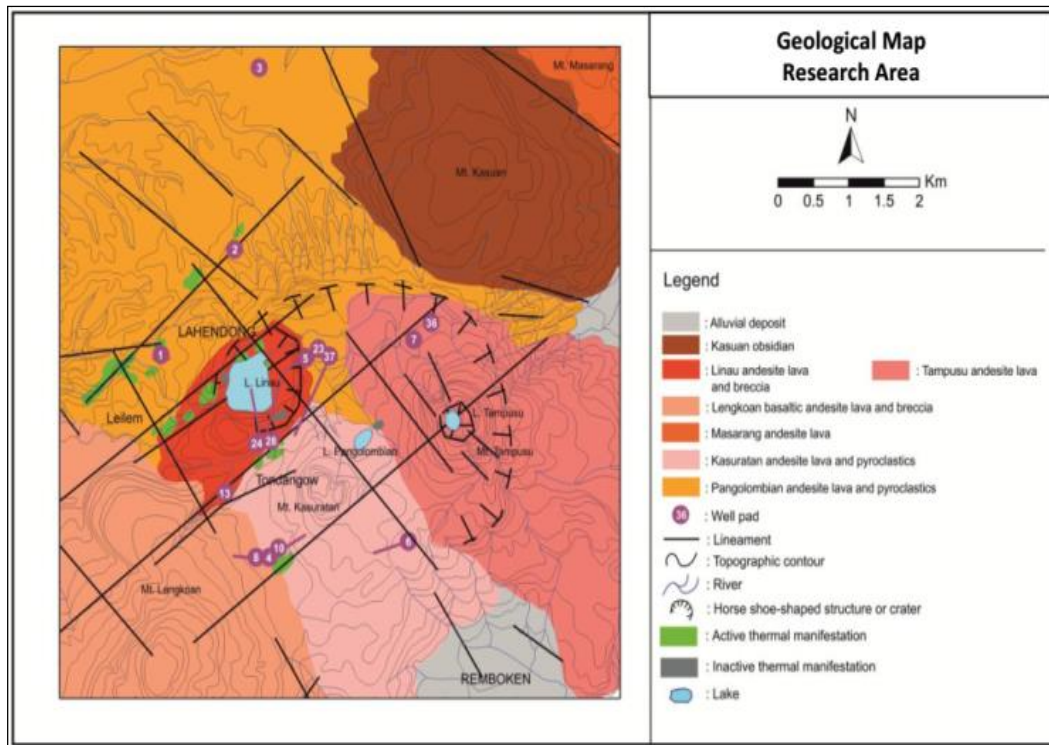 Geological Map
Research Area
N
Km
0 0.5 1 1.5 2
Legend
: Alluvial deposit
: Kasuan obsidian
: Linau andesite lava
and breccia
: Tampusu andesite lava
: Lengkoan basaltic andesite lava and breccia
: Masarang andesite lava
: Kasuratan andesite lava and pyroclastics
: Pangolombian andesite lava and pyroclastics
36 : Well pad
: Lineament
: Topographic contour
: River
: Horse shoe-shaped structure or crater
: Active thermal manifestation
: Inactive thermal manifestation
: Lake
3
Mt. Masarang
Mt. Kasuan
2
LAHENDONG
36
7
1
5
23
37
L. Linau
Leilem
L. Tampusu
24 28
L. Pangolombian
Mt. Tampusu
Tondangow
13
Mt. Kasuratan
10
8 4
6
Mt. Langkoan
REMBOKEN